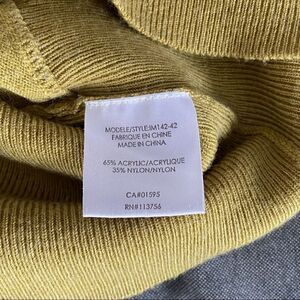 MODELE/STYLE:IM142-42
FABRIQUE EN CHINE
MADE IN CHINA
65% ACRYLIC/ACRYLIQUE
35% NYLON/NYLON
CA#01595
RN#113756